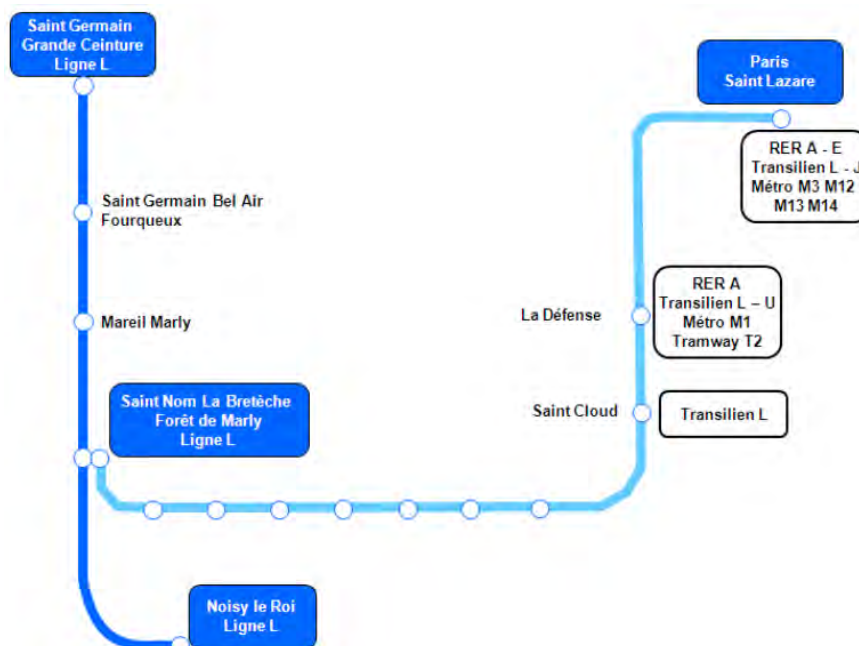 Saint Germain
Grande Ceinture
Ligne L
Paris
Saint Lazare
RER A - E
Transilien L - J
Métro M3 M12
M13 M14
Saint Germain Bel Air
Fourqueux
RER A
Transilien L – U
Métro M1
Tramway T2
La Défense
Mareil Marly
Saint Nom La Bretèche
Forêt de Marly
Ligne L
Saint Cloud
Transilien L
Noisy le Roi
Ligne L